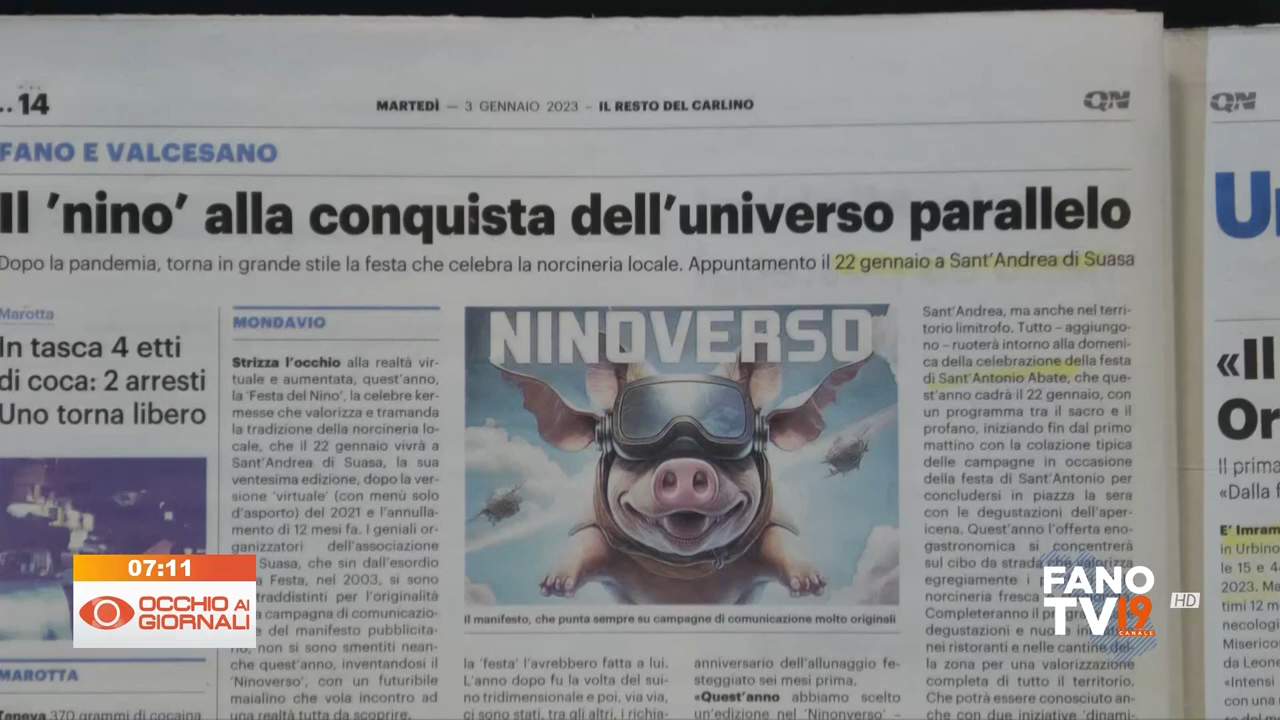 ..14
MARTEDÌ — 3 GENNAIO 2023 – IL RESTO DEL CARLINO
QN
FANO E VALCESANO
Il ’nino’ alla conquista dell’universo parallelo
Dopo la pandemia, torna in grande stile la festa che celebra la norcineria locale. Appuntamento il 22 gennaio a Sant’Andrea di Suasa
Marotta
In tasca 4 etti
di coca: 2 arresti
Uno torna libero
MAROTTA
370 grammi di cocaina
MONDAVIO
Strizza l’occhio alla realtà vir-
tuale e aumentata, quest’anno,
la ‘Festa del Nino’, la celebre ker-
messe che valorizza e tramanda
la tradizione della norcineria lo-
cale, che il 22 gennaio vivrà a
Sant’Andrea di Suasa, la sua
ventesima edizione, dopo la ver-
sione ‘virtuale’ (con menù solo
d’asporto) del 2021 e l’annulla-
mento di 12 mesi fa. I geniali or-
ganizzatori dell’associazione
Suasa, che sin dall’esordio
Festa, nel 2003, si sono
traddistinti per l’originalità
campagna di comunicazio-
del manifesto pubblicita-
non si sono smentiti nean-
che quest’anno, inventandosi il
‘Ninoverso’, con un futuribile
maialino che vola incontro ad
una realtà tutta da scoprire.
NINOVERSO
Il manifesto, che punta sempre su campagne di comunicazione molto originali
la ‘festa’ l’avrebbero fatta a lui.
L’anno dopo fu la volta del sui-
no tridimensionale e poi, via via,
ci sono stati, tra gli altri, i richia-
anniversario dell’allunaggio fe-
steggiato sei mesi prima.
«Quest’anno abbiamo scelto
un’edizione nel ‘Ninonverso’ –
Sant’Andrea, ma anche nel terri-
torio limitrofo. Tutto – aggiungo-
no – ruoterà intorno alla domeni-
ca della celebrazione della festa
di Sant’Antonio Abate, che que-
st’anno cadrà il 22 gennaio, con
un programma tra il sacro e il
profano, iniziando fin dal primo
mattino con la colazione tipica
delle campagne in occasione
della festa di Sant’Antonio per
concludersi in piazza la sera
con le degustazioni dell’aper-
icena. Quest’anno l’offerta eno-
gastronomica si concentrerà
sul cibo da strada che valorizza
egregiamente i
norcineria fresca
Completeranno il
degustazioni e
nei ristoranti e nelle cantine del-
la zona per una valorizzazione
completa di tutto il territorio.
Che potrà essere conosciuto an-
che con due iniziative ‘dinami-
QN
«Il
Or
Il prima
«Dalla f
E’ Imram
in Urbino
le 15 e 4
2023. Ma
timi 12 m
necologi
Misericor
da Leone
«Intensi
con una
07:11
OCCHIO AI
GIORNALI
FANO
TV 19
CANALE
HD